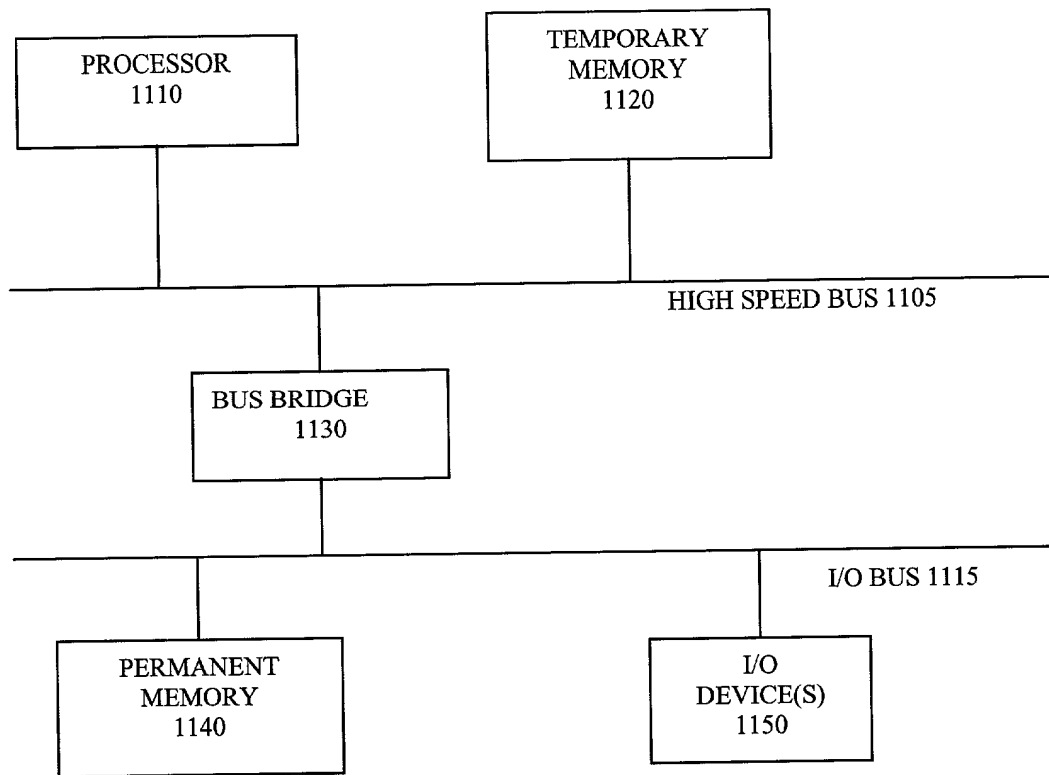 PROCESSOR
1110
TEMPORARY
MEMORY
1120
HIGH SPEED BUS 1105
BUS BRIDGE
1130
I/O BUS 1115
PERMANENT
MEMORY
1140
I/O
DEVICE(S)
1150